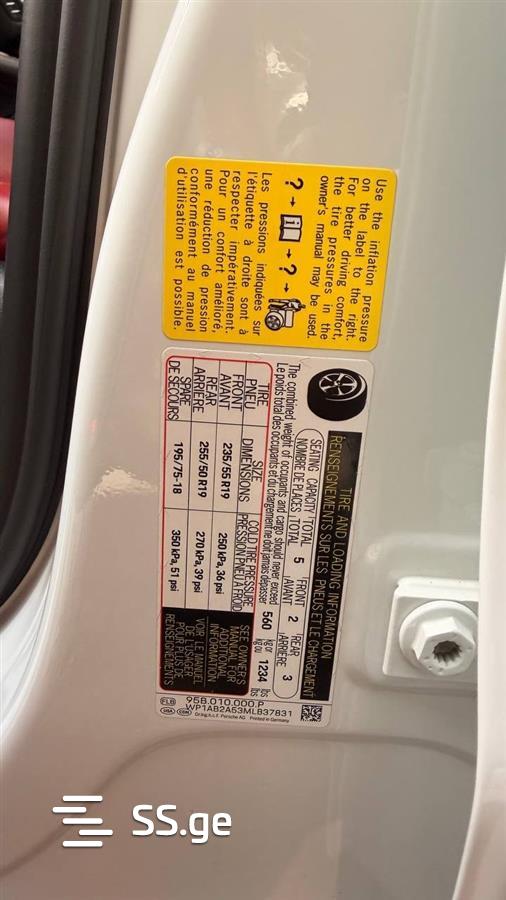 Use the inflation pressure
on the label to the right.
For better driving comfort,
the tire pressures in the
owner's manual may be used.
? → i → ? →
Les pressions indiquées sur
l'étiquette à droite sont à
respecter impérativement.
Pour un confort amélioré,
une réduction de pression
conformément au manuel
d'utilisation est possible.
TIRE AND LOADING INFORMATION
RENSEIGNEMENTS SUR LES PNEUS ET LE CHARGEMENT
SEATING CAPACITY TOTAL 5 FRONT 2 REAR 3
NOMBRE DE PLACES TOTAL AVANT ARRIÈRE
The combined weight of occupants and cargo should never exceed 560 kg or 1234 lbs
Le poids total des occupants et du chargement ne doit jamais dépasser kg ou lbs
TIRE SIZE COLD TIRE PRESSURE
PNEU DIMENSIONS PRESSION PNEU À FROID
FRONT 235/55 R19 250 kPa, 36 psi
AVANT
REAR 255/50 R19 270 kPa, 39 psi
ARRIÈRE
SPARE 195/75-18 350 kPa, 51 psi
DE SECOURS
SEE OWNER'S
MANUAL FOR
ADDITIONAL
INFORMATION
VOIR LE MANUEL
DE L'USAGER
POUR PLUS DE
RENSEIGNEMENTS
FLB 95B.010.000.P
WP1AB2A53MLB37831
USA CDN Dr.Ing.h.c.F. Porsche AG Printed in Germany
SS.ge